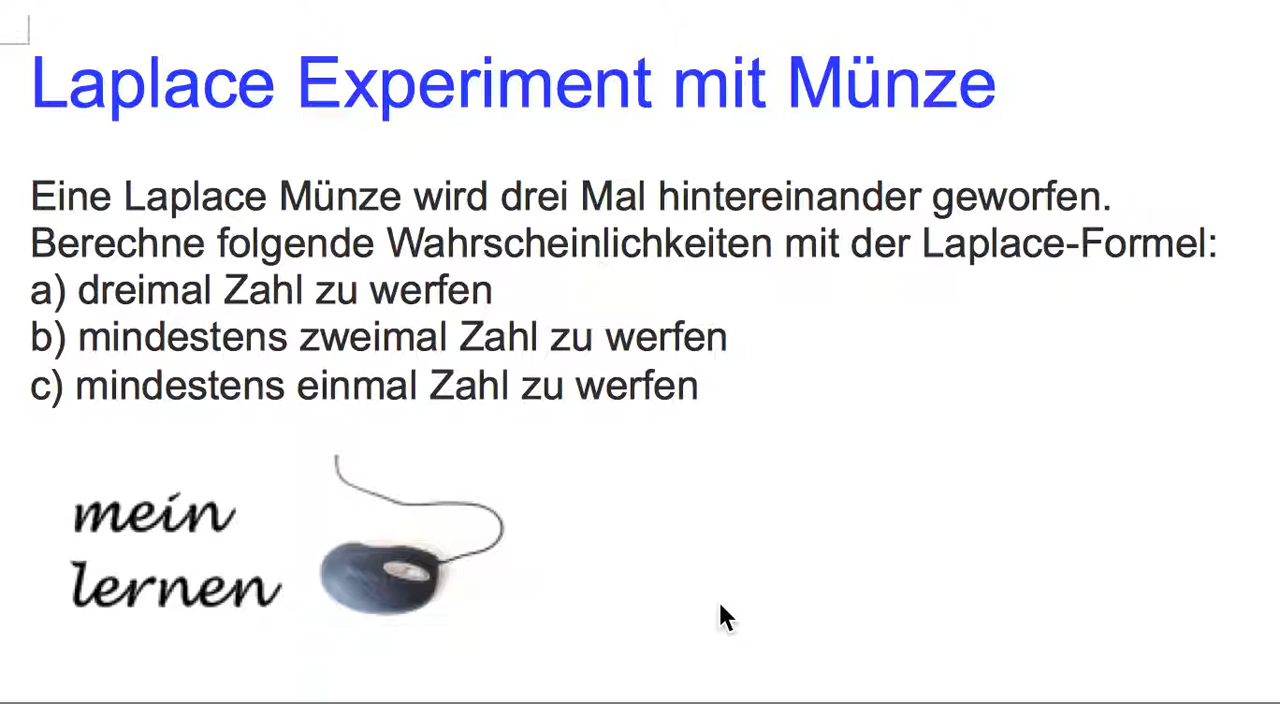 Laplace Experiment mit Münze
Eine Laplace Münze wird drei Mal hintereinander geworfen.
Berechne folgende Wahrscheinlichkeiten mit der Laplace-Formel:
a) dreimal Zahl zu werfen
b) mindestens zweimal Zahl zu werfen
c) mindestens einmal Zahl zu werfen
mein
lernen